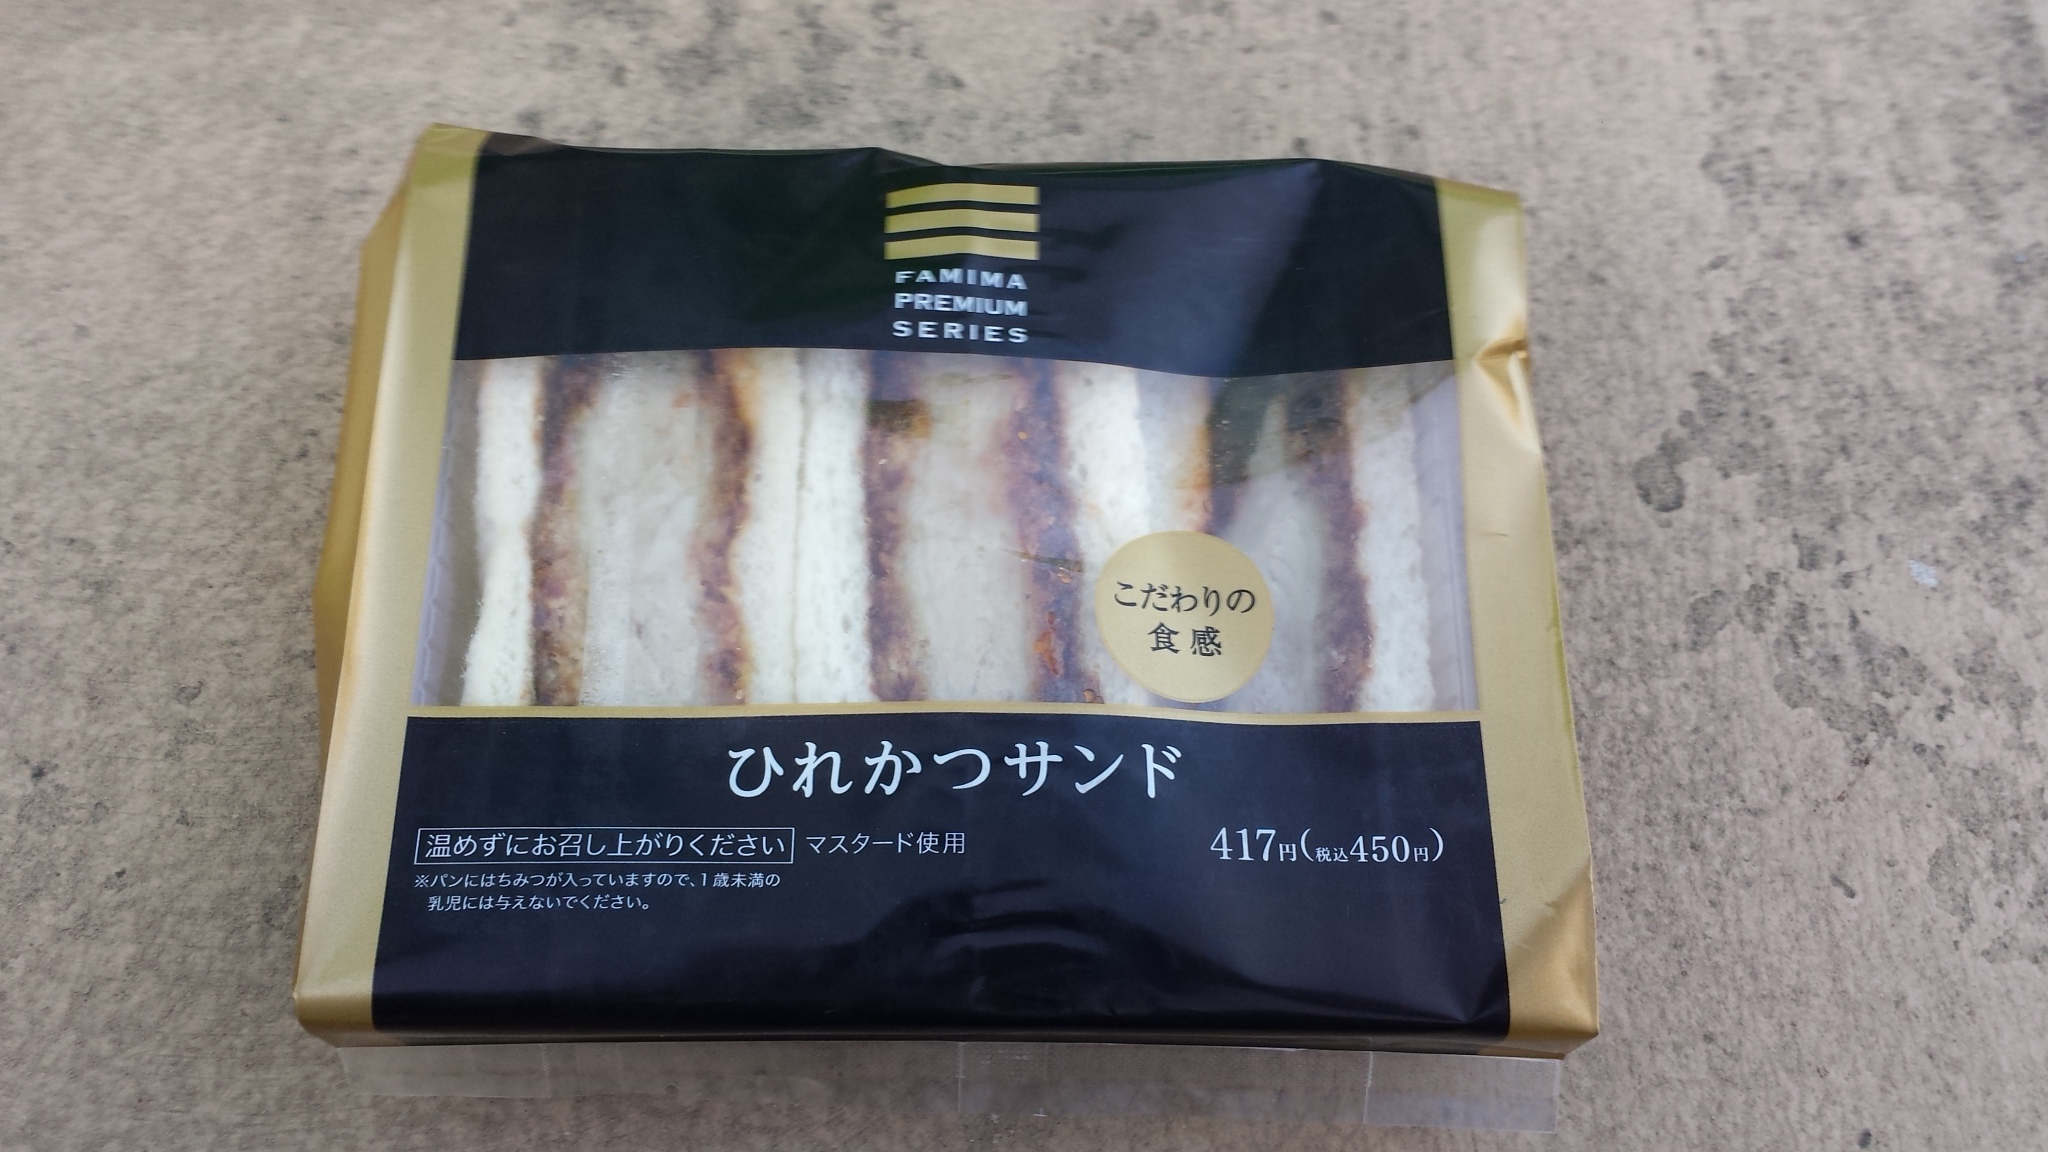 FAMIMA
PREMIUM
SERIES
こだわりの
食感
ひれかつサンド
温めずにお召し上がりください マスタード使用
417円(税込450円)
※パンにはちみつが入っていますので、1歳未満の
乳児には与えないでください。